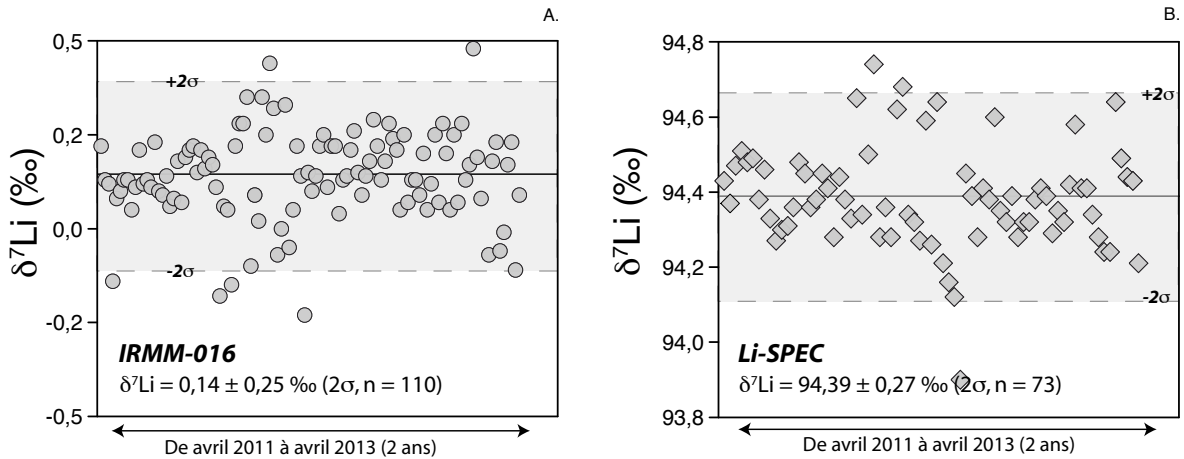 A.
δ⁷Li (‰)
0,5
0,2
0,0
-0,2
-0,5
+2σ
-2σ
IRMM-016
δ⁷Li = 0,14 ± 0,25 ‰ (2σ, n = 110)
De avril 2011 à avril 2013 (2 ans)
B.
δ⁷Li (‰)
94,8
94,6
94,4
94,2
94,0
93,8
+2σ
-2σ
Li-SPEC
δ⁷Li = 94,39 ± 0,27 ‰ (2σ, n = 73)
De avril 2011 à avril 2013 (2 ans)